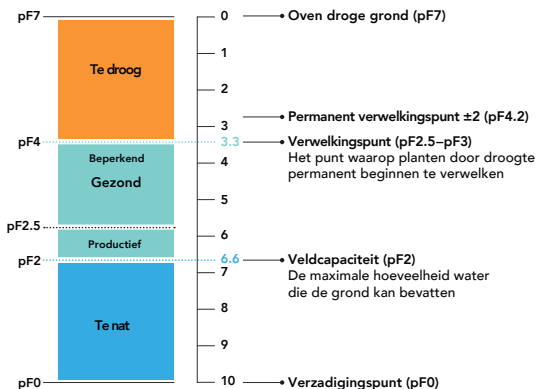 pF7
0
Oven droge grond (pF7)
Te droog
1
2
3
Permanent verwelkingspunt ±2 (pF4.2)
pF4
3.3
Verwelkingspunt (pF2.5–pF3)
Het punt waarop planten door droogte
permanent beginnen te verwelken
Beperkend
4
Gezond
5
pF2.5
6
Productief
pF2
6.6
Veldcapaciteit (pF2)
De maximale hoeveelheid water
die de grond kan bevatten
7
8
Te nat
9
pF0
10
Verzadigingspunt (pF0)